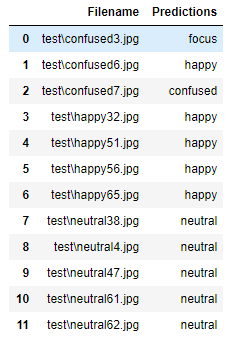 Filename Predictions
0 test\confused3.jpg focus
1 test\confused6.jpg happy
2 test\confused7.jpg confused
3 test\happy32.jpg happy
4 test\happy51.jpg happy
5 test\happy56.jpg happy
6 test\happy65.jpg happy
7 test\neutral38.jpg neutral
8 test\neutral4.jpg neutral
9 test\neutral47.jpg neutral
10 test\neutral61.jpg neutral
11 test\neutral62.jpg neutral